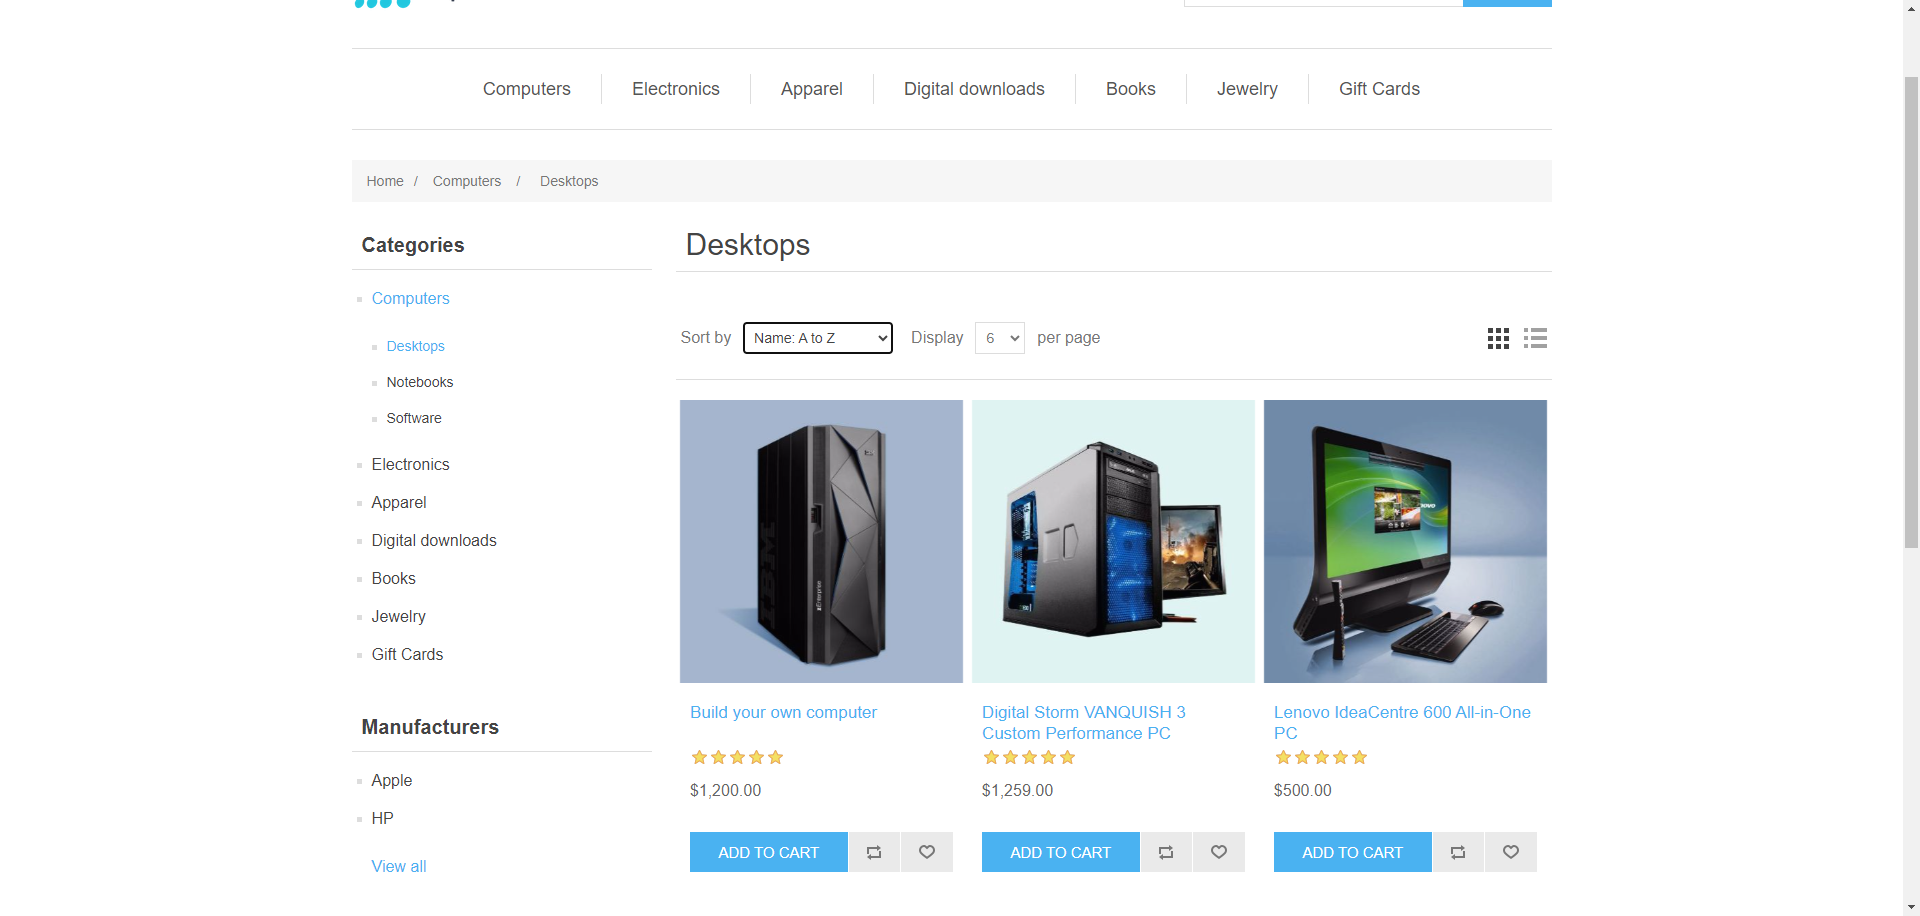 Computers
Electronics
Apparel
Digital downloads
Books
Jewelry
Gift Cards
Home / Computers / Desktops
Categories
Computers
Desktops
Notebooks
Software
Electronics
Apparel
Digital downloads
Books
Jewelry
Gift Cards
Manufacturers
Apple
HP
View all
Desktops
Sort by Name: A to Z Display 6 per page
IBM
zEnterprise
Build your own computer
$1,200.00
ADD TO CART
Digital Storm VANQUISH 3
Custom Performance PC
$1,259.00
ADD TO CART
Lenovo IdeaCentre 600 All-in-One
PC
$500.00
ADD TO CART